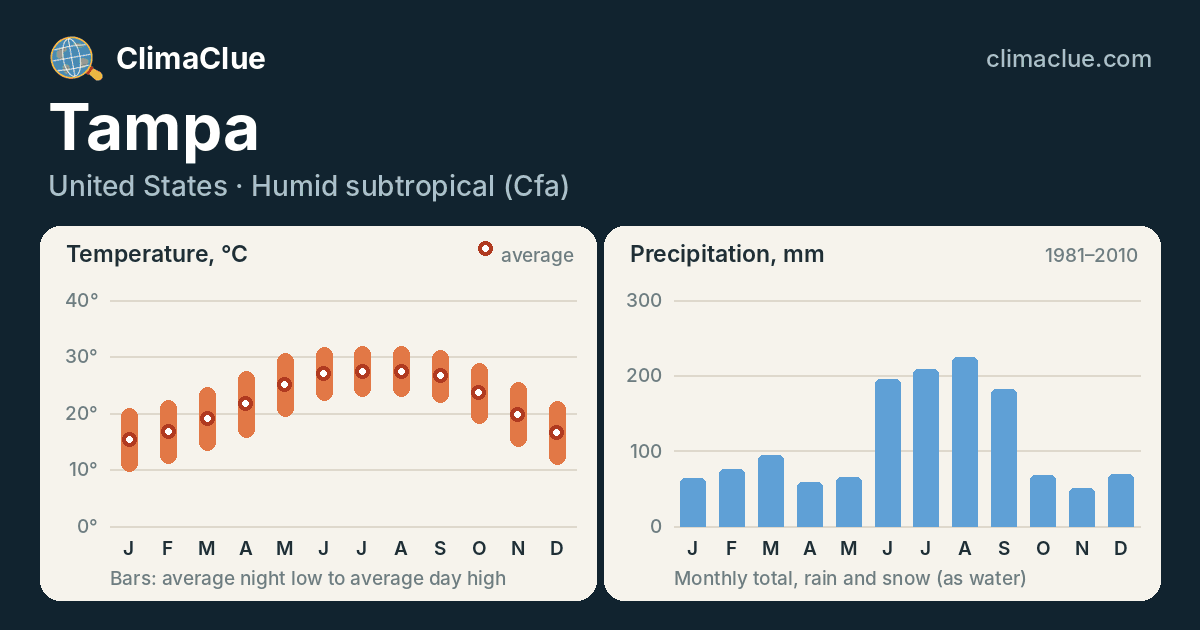 ClimaClue
climaclue.com
Tampa
United States · Humid subtropical (Cfa)
Temperature, °C
average
40°
30°
20°
10°
0°
J F M A M J J A S O N D
Bars: average night low to average day high
Precipitation, mm
1981–2010
300
200
100
0
J F M A M J J A S O N D
Monthly total, rain and snow (as water)